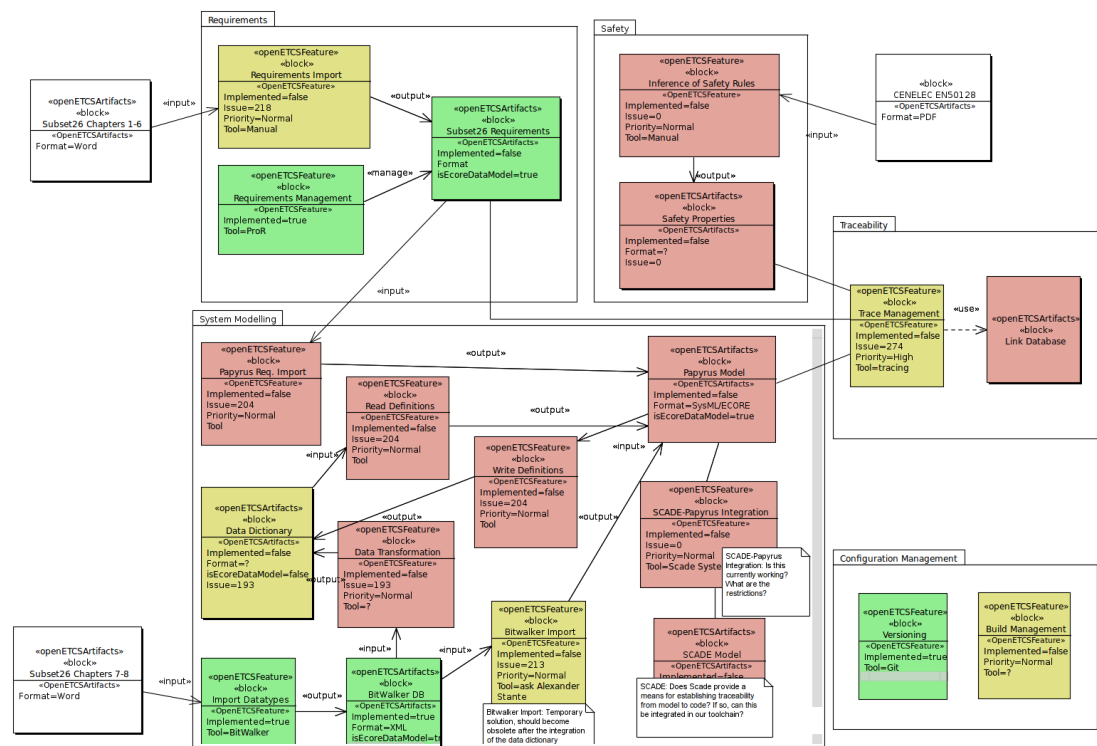 Requirements
«openETCSFeature»
«block»
Requirements Import
«OpenETCSFeature»
Implemented=false
Issue=218
Priority=Normal
Tool=Manual
«openETCSArtifacts»
«block»
Subset26 Chapters 1-6
«OpenETCSArtifacts»
Format=Word
«input»
«output»
«openETCSArtifacts»
«block»
Subset26 Requirements
«OpenETCSArtifacts»
Implemented=false
Format
isEcoreDataModel=true
«manage»
«openETCSFeature»
«block»
Requirements Management
«OpenETCSFeature»
Implemented=true
Tool=ProR
«input»
Safety
«openETCSFeature»
«block»
Inference of Safety Rules
«OpenETCSFeature»
Implemented=false
Issue=0
Priority=Normal
Tool=Manual
«block»
CENELEC EN50128
«OpenETCSArtifacts»
Format=PDF
«input»
«output»
«openETCSArtifacts»
«block»
Safety Properties
«OpenETCSArtifacts»
Implemented=false
Format=?
Issue=0
Traceability
«openETCSFeature»
«block»
Trace Management
«OpenETCSFeature»
Implemented=false
Issue=274
Priority=High
Tool=tracing
«use»
«openETCSArtifacts»
«block»
Link Database
System Modelling
«openETCSFeature»
«block»
Papyrus Req. Import
«OpenETCSFeature»
Implemented=false
Issue=204
Priority=Normal
Tool
«output»
«openETCSArtifacts»
«block»
Papyrus Model
«OpenETCSArtifacts»
Implemented=false
Format=SysML/ECORE
isEcoreDataModel=true
«openETCSFeature»
«block»
Read Definitions
«OpenETCSFeature»
Implemented=false
Issue=204
Priority=Normal
Tool
«output»
«input»
«input»
«openETCSFeature»
«block»
Write Definitions
«OpenETCSFeature»
Implemented=false
Issue=204
Priority=Normal
Tool
«output»
«output»
«openETCSFeature»
«block»
SCADE-Papyrus Integration
«OpenETCSFeature»
Implemented=false
Issue=0
Priority=Normal
Tool=Scade System
SCADE-Papyrus
Integration: Is this
currently working?
What are the
restrictions?
«openETCSArtifacts»
«block»
Data Dictionary
«OpenETCSArtifacts»
Implemented=false
Format=?
isEcoreDataModel=false
Issue=193
«output»
«openETCSFeature»
«block»
Data Transformation
«OpenETCSFeature»
Implemented=false
Issue=193
Priority=Normal
Tool=?
«input»
«input»
«openETCSFeature»
«block»
Bitwalker Import
«OpenETCSFeature»
Implemented=false
Issue=213
Priority=Normal
Tool=ask Alexander
Stante
Bitwalker Import: Temporary
solution, should become
obsolete after the integration
of the data dictionary
«openETCSArtifacts»
«block»
SCADE Model
«OpenETCSArtifacts»
Implemented=false
SCADE: Does Scade provide a
means for establishing traceability
from model to code? If so, can this
be integrated in our toolchain?
«openETCSArtifacts»
«block»
Subset26 Chapters 7-8
«OpenETCSArtifacts»
Format=Word
«input»
«openETCSFeature»
«block»
Import Datatypes
«OpenETCSFeature»
Implemented=true
Tool=BitWalker
«output»
«openETCSArtifacts»
«block»
BitWalker DB
«OpenETCSArtifacts»
Implemented=true
Format=XML
isEcoreDataModel=tr
Configuration Management
«openETCSFeature»
«block»
Versioning
«OpenETCSFeature»
Implemented=true
Tool=Git
«openETCSFeature»
«block»
Build Management
«OpenETCSFeature»
Implemented=false
Priority=Normal
Tool=?